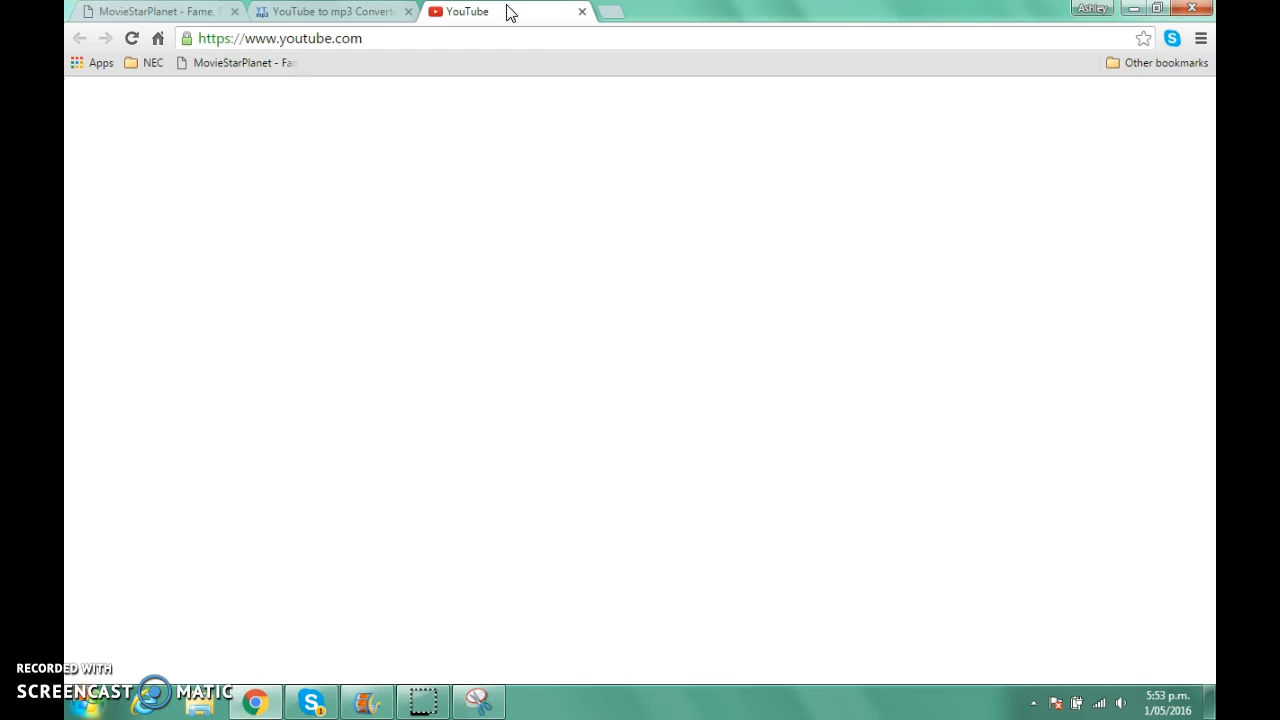 MovieStarPlanet - Fame,
YouTube to mp3 Convert
YouTube
Ashley
https://www.youtube.com
Apps
NEC
MovieStarPlanet - Fa
Other bookmarks
RECORDED WITH
SCREENCAST MATIC
5:53 p.m.
1/05/2016